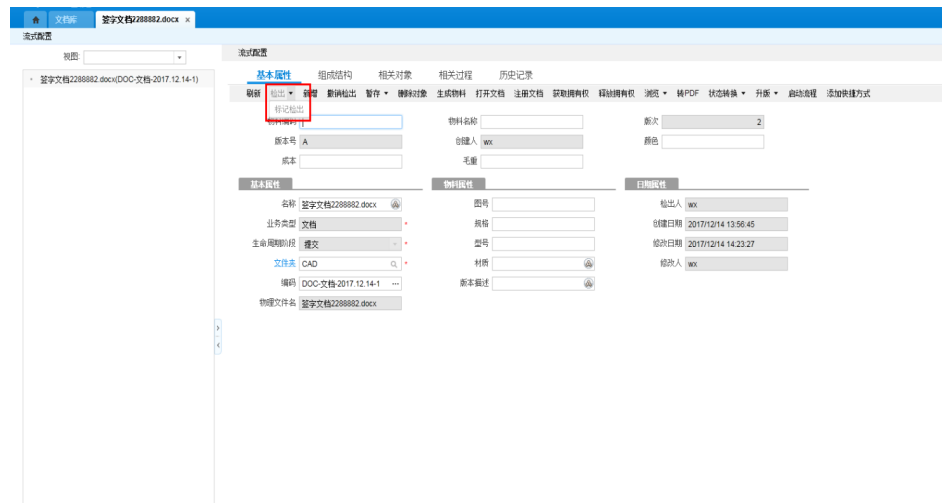 文档库 签字文档2288882.docx ×
流式配置
视图: 流式配置
签字文档2288882.docx(DOC-文档-2017.12.14-1)
基本属性 组成结构 相关对象 相关过程 历史记录
刷新 检出 新增 撤销检出 暂存 删除对象 生成物料 打开文档 注册文档 获取拥有权 释放拥有权 浏览 转PDF 状态转换 升版 启动流程 添加快捷方式
标记检出
物料编码 物料名称 版次 2
版本号 A 创建人 wx 颜色
成本 毛重
基本属性 物料属性 日期属性
名称 签字文档2288882.docx 图号 检出人 wx
业务类型 文档 * 规格 创建日期 2017/12/14 13:56:45
生命周期阶段 提交 * 型号 修改日期 2017/12/14 14:23:27
文件夹 CAD * 材质 修改人 wx
编码 DOC-文档-2017.12.14-1 ... 版本描述
物理文件名 签字文档2288882.docx